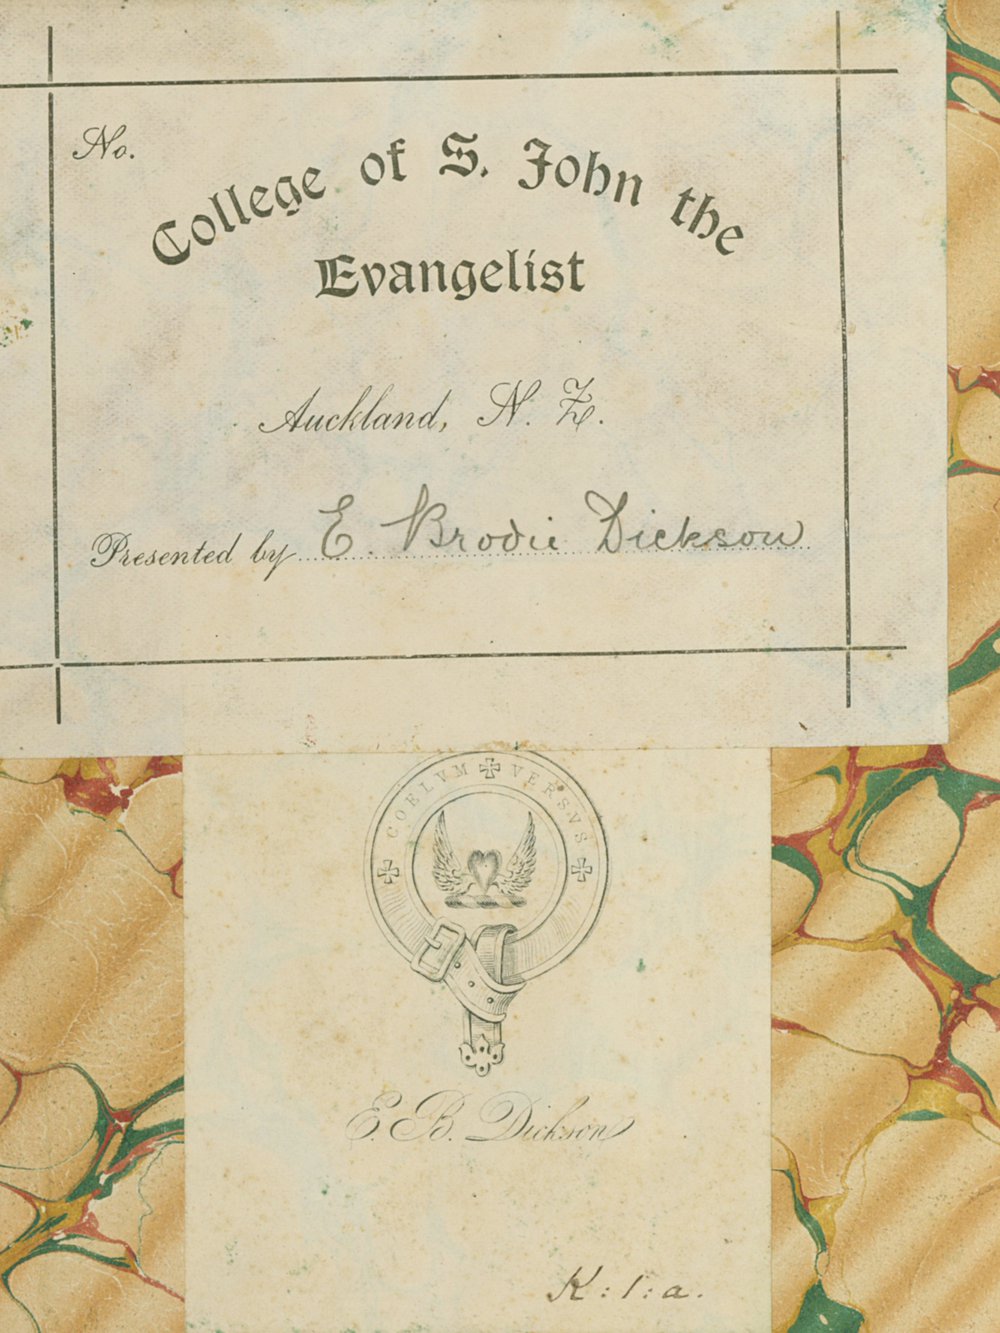 No.
College of S. John the
Evangelist
Auckland, N. Z.
Presented by E. Brodie Dickson
COELVM VERSVS
E. B. Dickson
K:1:a.